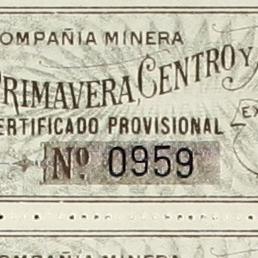 COMPAÑIA MINERA
PRIMAVERA, CENTRO Y
CERTIFICADO PROVISIONAL
Nº 0959
COMPAÑIA MINERA